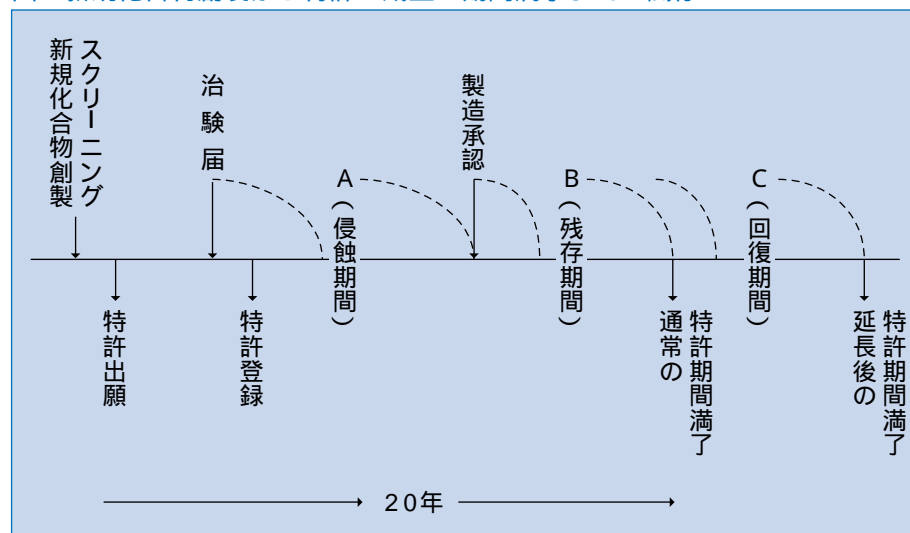 新規化合物創製
スクリーニング
治験届
製造承認
A(侵蝕期間)
B(残存期間)
C(回復期間)
特許出願
特許登録
通常の
特許期間満了
延長後の
特許期間満了
20年